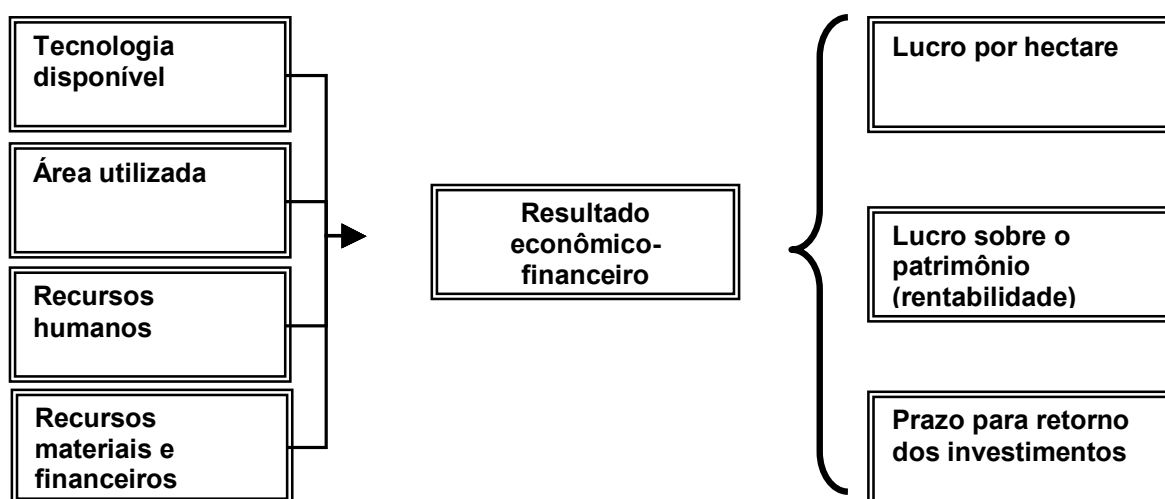 Tecnologia
disponível
Área utilizada
Recursos
humanos
Recursos
materiais e
financeiros
Resultado
econômico-
financeiro
Lucro por hectare
Lucro sobre o
patrimônio
(rentabilidade)
Prazo para retorno
dos investimentos